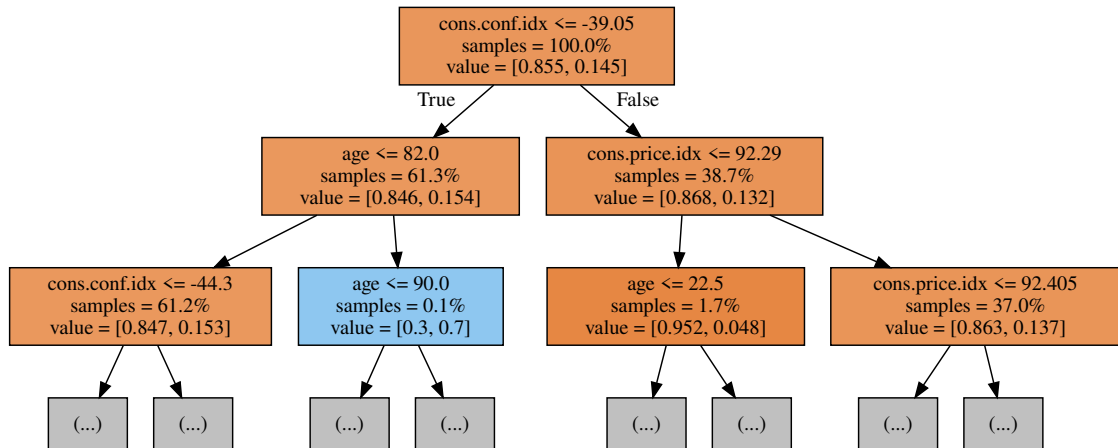 cons.conf.idx <= -39.05
samples = 100.0%
value = [0.855, 0.145]
True
False
age <= 82.0
samples = 61.3%
value = [0.846, 0.154]
cons.price.idx <= 92.29
samples = 38.7%
value = [0.868, 0.132]
cons.conf.idx <= -44.3
samples = 61.2%
value = [0.847, 0.153]
age <= 90.0
samples = 0.1%
value = [0.3, 0.7]
age <= 22.5
samples = 1.7%
value = [0.952, 0.048]
cons.price.idx <= 92.405
samples = 37.0%
value = [0.863, 0.137]
(...)
(...)
(...)
(...)
(...)
(...)
(...)
(...)